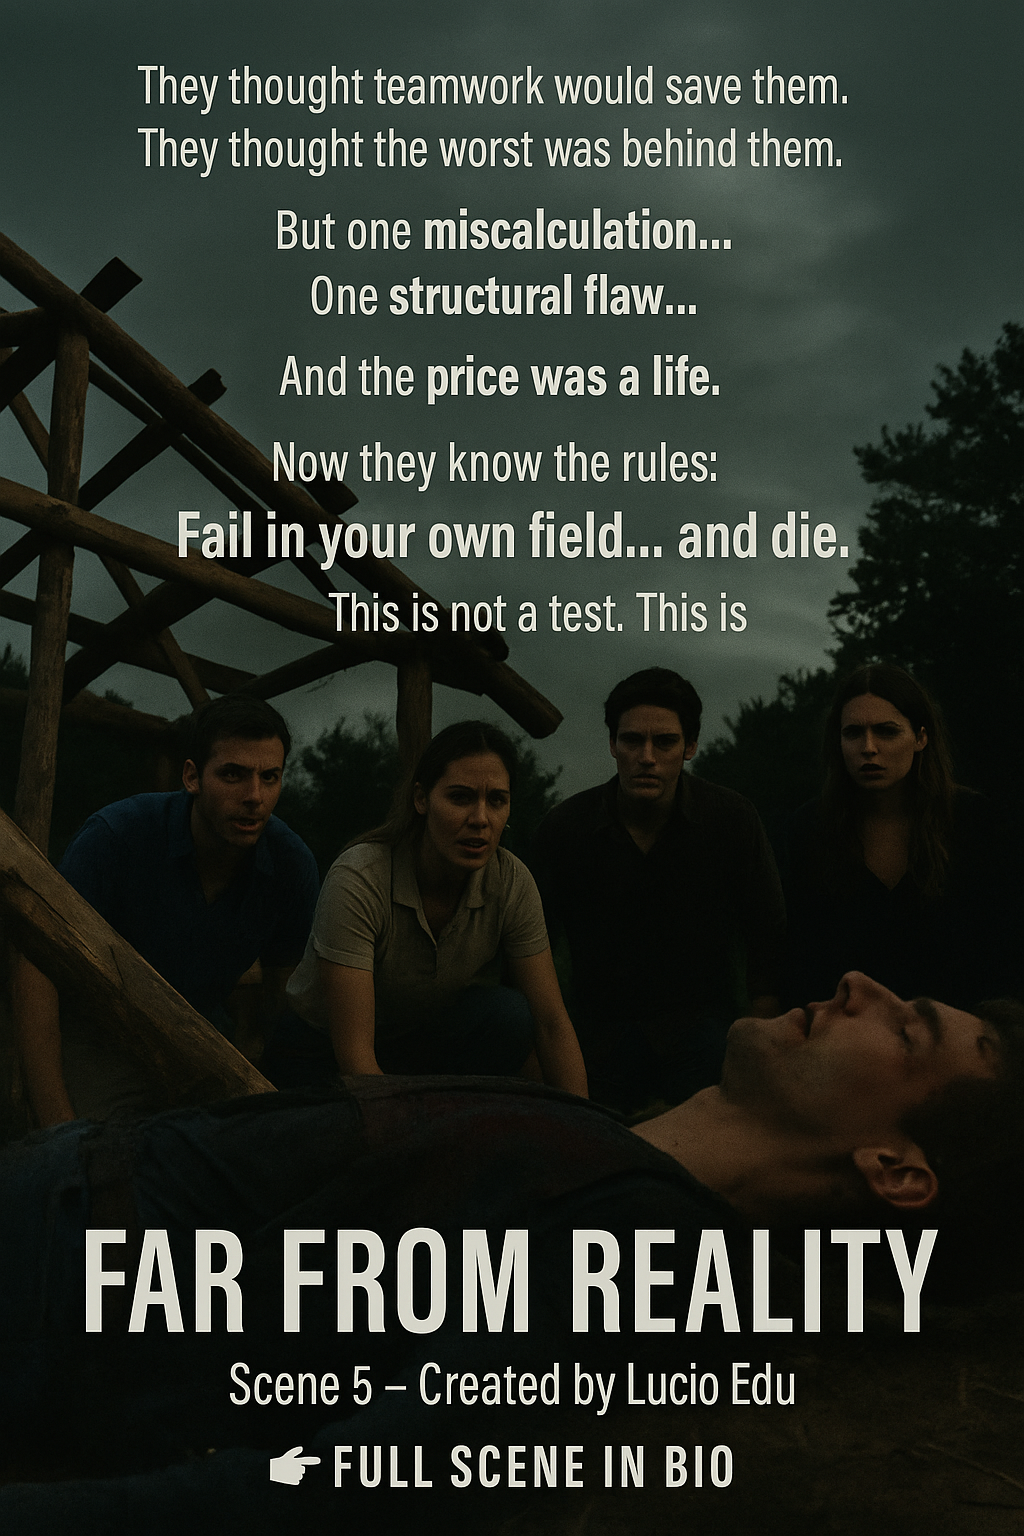 They thought teamwork would save them.
They thought the worst was behind them.
But one miscalculation...
One structural flaw...
And the price was a life.
Now they know the rules:
Fail in your own field... and die.
This is not a test. This is
FAR FROM REALITY
Scene 5 – Created by Lucio Edu
☛ FULL SCENE IN BIO